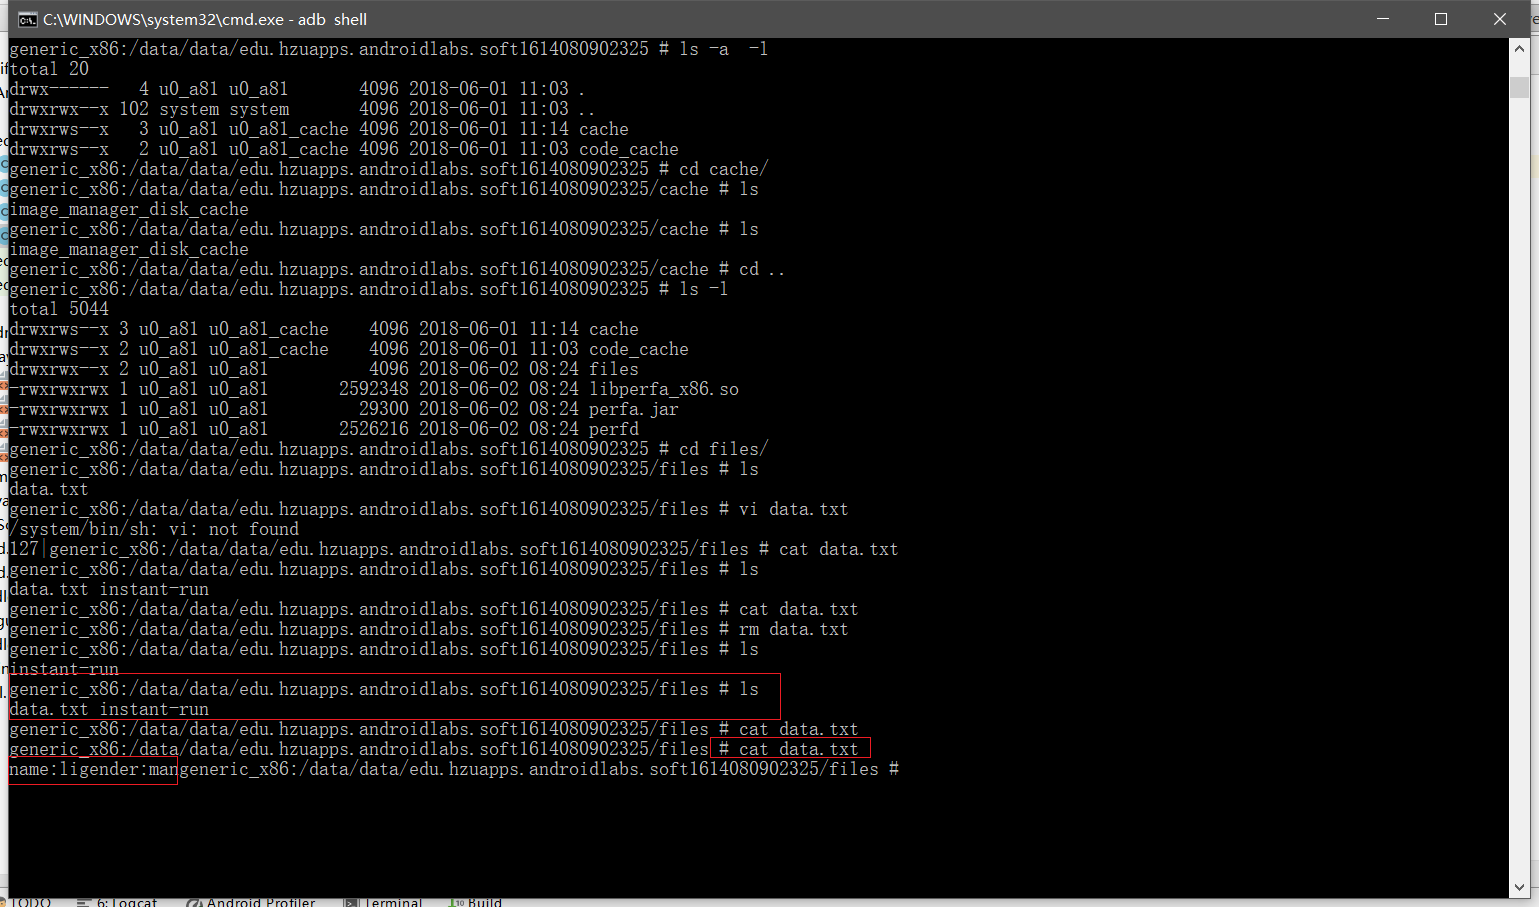 C:\WINDOWS\system32\cmd.exe - adb  shell
generic_x86:/data/data/edu.hzuapps.androidlabs.soft1614080902325 # ls -a  -l
total 20
drwx------   4 u0_a81 u0_a81       4096 2018-06-01 11:03 .
drwxrwx--x 102 system system       4096 2018-06-01 11:03 ..
drwxrws--x   3 u0_a81 u0_a81_cache 4096 2018-06-01 11:14 cache
drwxrws--x   2 u0_a81 u0_a81_cache 4096 2018-06-01 11:03 code_cache
generic_x86:/data/data/edu.hzuapps.androidlabs.soft1614080902325 # cd cache/
generic_x86:/data/data/edu.hzuapps.androidlabs.soft1614080902325/cache # ls
image_manager_disk_cache
generic_x86:/data/data/edu.hzuapps.androidlabs.soft1614080902325/cache # ls
image_manager_disk_cache
generic_x86:/data/data/edu.hzuapps.androidlabs.soft1614080902325/cache # cd ..
generic_x86:/data/data/edu.hzuapps.androidlabs.soft1614080902325 # ls -l
total 5044
drwxrws--x 3 u0_a81 u0_a81_cache    4096 2018-06-01 11:14 cache
drwxrws--x 2 u0_a81 u0_a81_cache    4096 2018-06-01 11:03 code_cache
drwxrwx--x 2 u0_a81 u0_a81          4096 2018-06-02 08:24 files
-rwxrwxrwx 1 u0_a81 u0_a81       2592348 2018-06-02 08:24 libperfa_x86.so
-rwxrwxrwx 1 u0_a81 u0_a81         29300 2018-06-02 08:24 perfa.jar
-rwxrwxrwx 1 u0_a81 u0_a81       2526216 2018-06-02 08:24 perfd
generic_x86:/data/data/edu.hzuapps.androidlabs.soft1614080902325 # cd files/
generic_x86:/data/data/edu.hzuapps.androidlabs.soft1614080902325/files # ls
data.txt
generic_x86:/data/data/edu.hzuapps.androidlabs.soft1614080902325/files # vi data.txt
/system/bin/sh: vi: not found
127|generic_x86:/data/data/edu.hzuapps.androidlabs.soft1614080902325/files # cat data.txt
generic_x86:/data/data/edu.hzuapps.androidlabs.soft1614080902325/files # ls
data.txt instant-run
generic_x86:/data/data/edu.hzuapps.androidlabs.soft1614080902325/files # cat data.txt
generic_x86:/data/data/edu.hzuapps.androidlabs.soft1614080902325/files # rm data.txt
generic_x86:/data/data/edu.hzuapps.androidlabs.soft1614080902325/files # ls
instant-run
generic_x86:/data/data/edu.hzuapps.androidlabs.soft1614080902325/files # ls
data.txt instant-run
generic_x86:/data/data/edu.hzuapps.androidlabs.soft1614080902325/files # cat data.txt
generic_x86:/data/data/edu.hzuapps.androidlabs.soft1614080902325/files # cat data.txt
name:ligender:mangeneric_x86:/data/data/edu.hzuapps.androidlabs.soft1614080902325/files #
TODO 6: Logcat Android Profiler Terminal Build